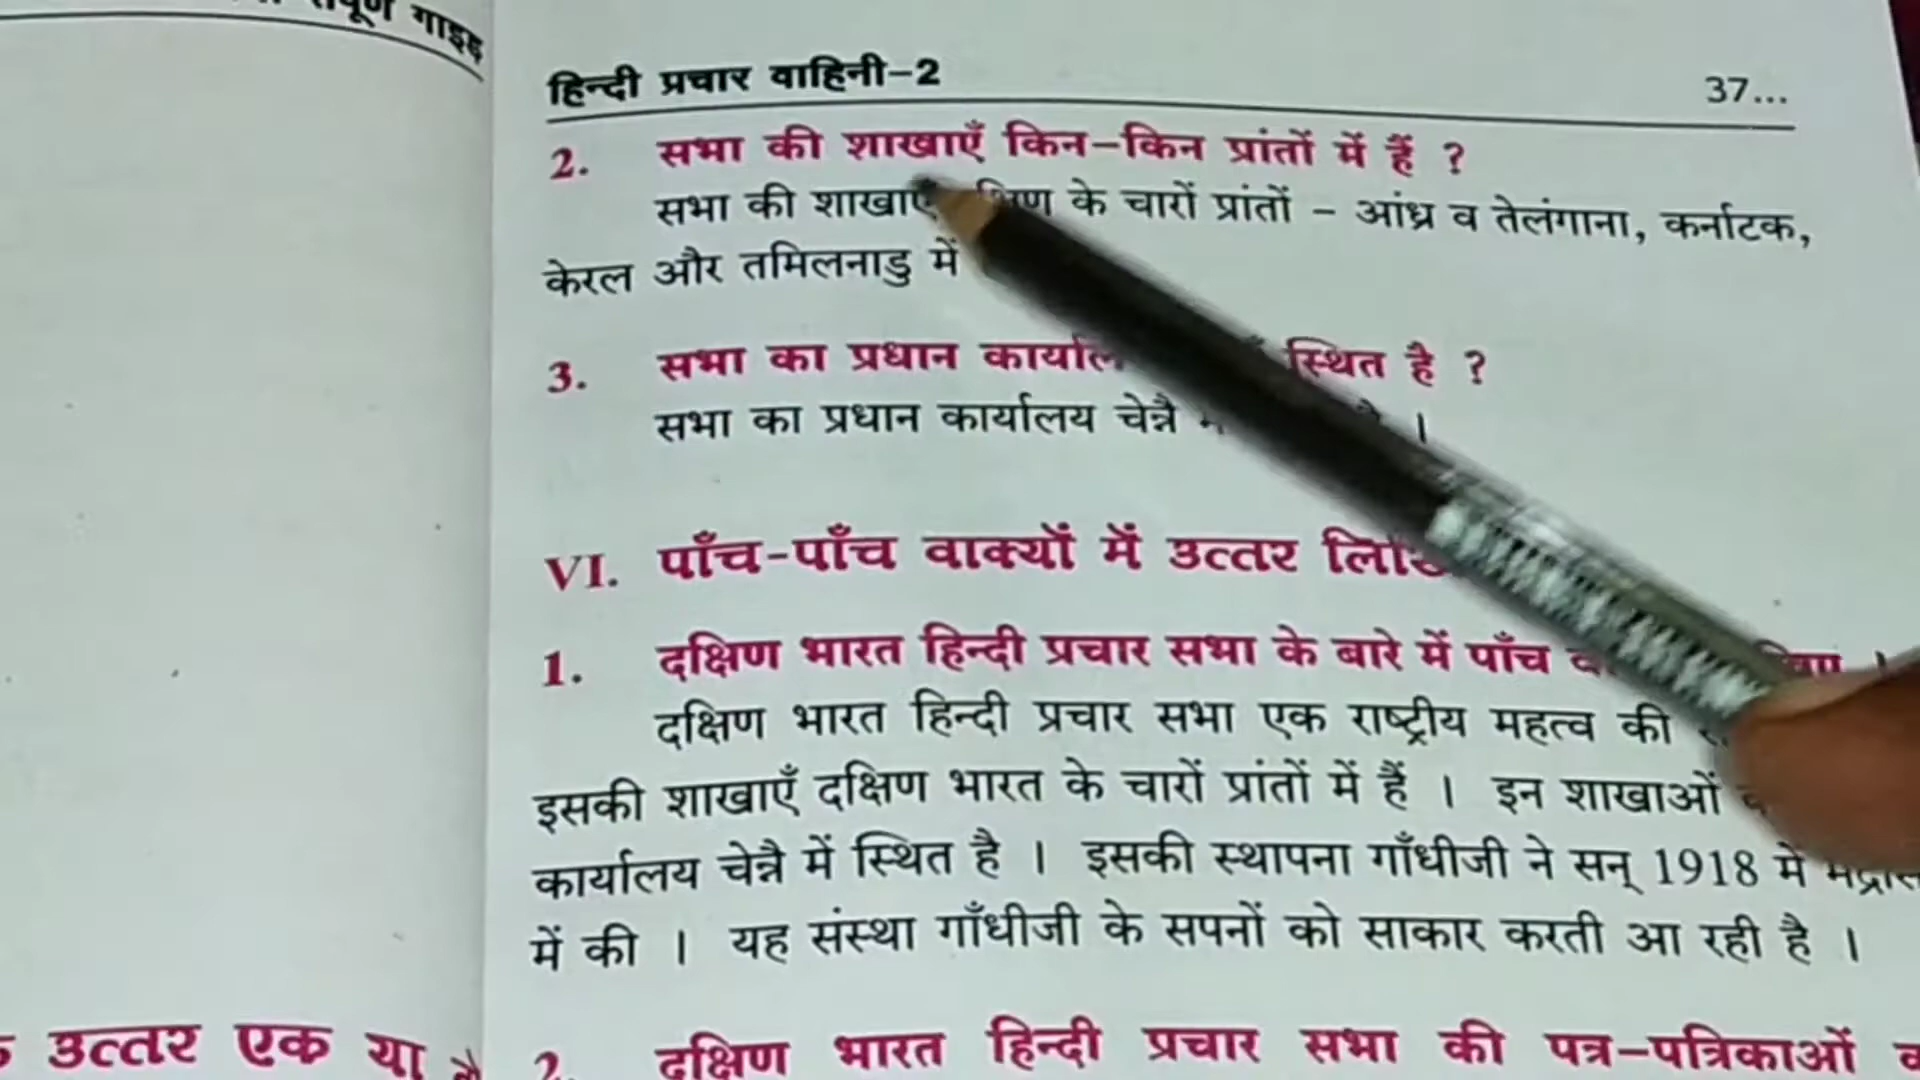 संपूर्ण गाइड
हिन्दी प्रचार वाहिनी-2 37...
2. सभा की शाखाएँ किन-किन प्रांतों में हैं ?
सभा की शाखाएँ के चारों प्रांतों - आंध्र व तेलंगाना, कर्नाटक,
केरल और तमिलनाडु में
3. सभा का प्रधान स्थित है ?
सभा का प्रधान कार्यालय चेन्नै ।
VI. पाँच-पाँच वाक्यों में उत्तर
1. दक्षिण भारत हिन्दी प्रचार सभा के बारे में पाँच ।
दक्षिण भारत हिन्दी प्रचार सभा एक राष्ट्रीय महत्व की
इसकी शाखाएँ दक्षिण भारत के चारों प्रांतों में हैं । इन शाखाओं
कार्यालय चेन्नै में स्थित है । इसकी स्थापना गाँधीजी ने सन् 1918 में मद्रास
में की । यह संस्था गाँधीजी के सपनों को साकार करती आ रही है ।
उत्तर एक या
2. दक्षिण भारत हिन्दी प्रचार सभा की पत्र-पत्रिकाओं